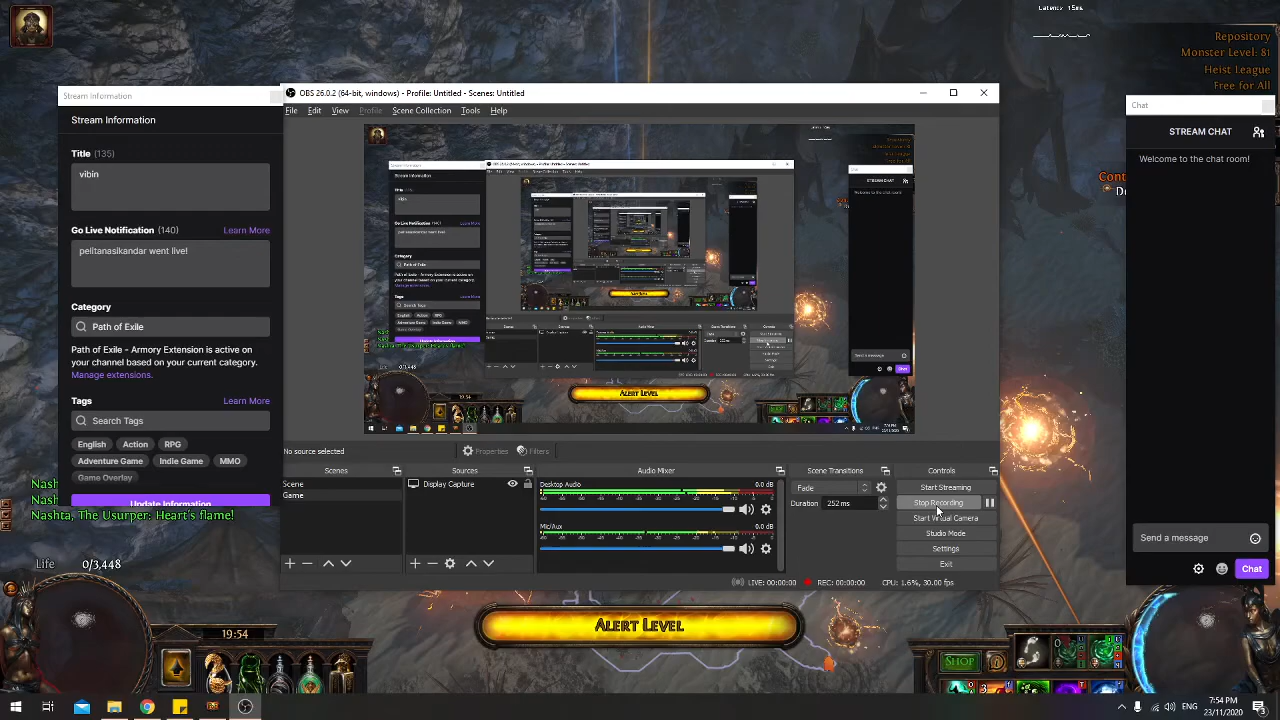 Latency 15ms
Repository
Monster Level: 81
Heist League
Free for All
Stream Information
Stream Information
Title (135)
Go Live Notification (140) Learn More
pelitanesikandar went live!
Category
Path of Exile
Path of Exile - Armory Extension is active on
your channel based on your current category.
Manage extensions.
Tags Learn More
Search Tags
English Action RPG
Adventure Game Indie Game MMO
Game Overlay
Update Information
OBS 26.0.2 (64-bit, windows) - Profile: Untitled - Scenes: Untitled
File Edit View Profile Scene Collection Tools Help
No source selected Properties Filters
Scenes
Scene
Game
Sources
Display Capture
Audio Mixer
Desktop Audio 0.0 dB
Mic/Aux 0.0 dB
Scene Transitions
Fade
Duration 252 ms
Controls
Start Streaming
Stop Recording
Start Virtual Camera
Studio Mode
Settings
Exit
LIVE: 00:00:00 REC: 00:00:00 CPU: 1.6%, 30.00 fps
Chat
STREAM CHAT
Welcome to the chat room!
Send a message
Chat
Nashta, The Usurper: Heart's flame!
Life 0/3,448
19:54
ALERT LEVEL
SHOP
ENG
7:54 PM
23/11/2020